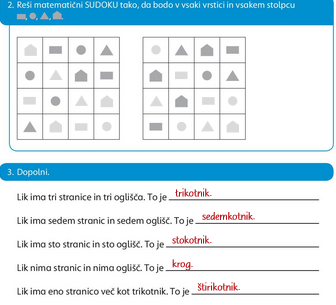 2. Reši matematični SUDOKU tako, da bodo v vsaki vrstici in v vsakem stolpcu
3. Dopolni.
Lik ima tri stranice in tri oglišča. To je trikotnik.
Lik ima sedem stranic in sedem oglišč. To je sedemkotnik.
Lik ima sto stranic in sto oglišč. To je stokotnik.
Lik nima stranic in nima oglišč. To je krog.
Lik ima eno stranico več kot trikotnik. To je štirikotnik.